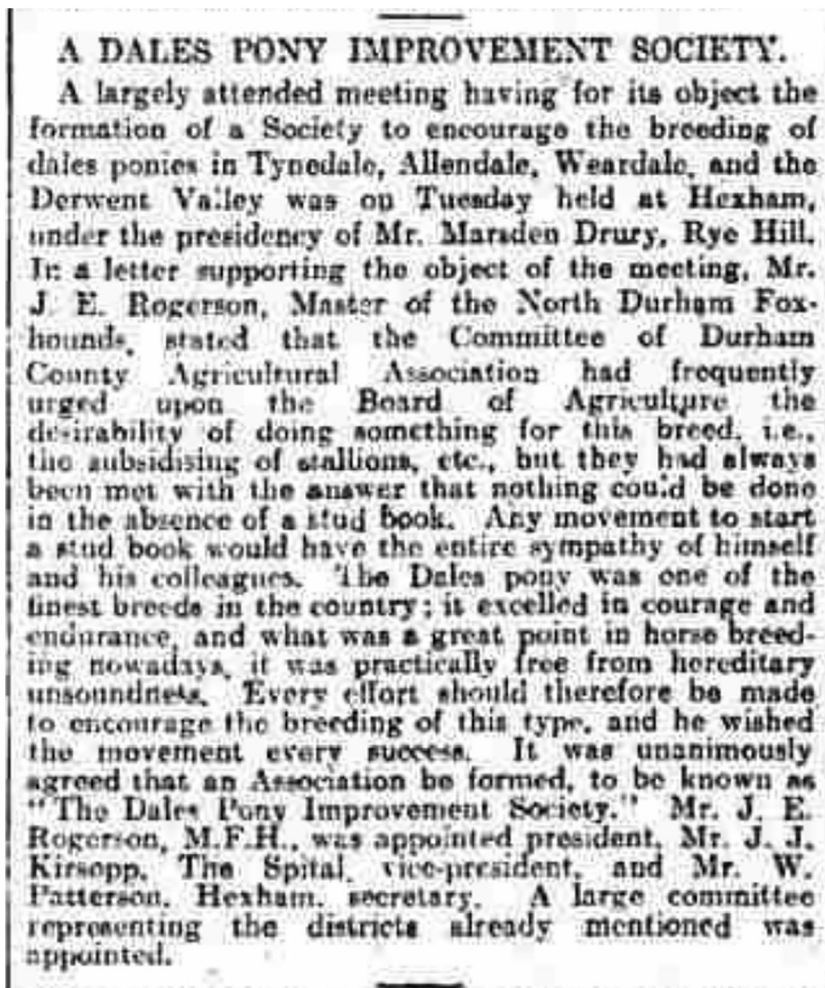 A DALES PONY IMPROVEMENT SOCIETY.
A largely attended meeting having for its object the
formation of a Society to encourage the breeding of
dales ponies in Tynedale, Allendale, Weardale, and the
Derwent Valley was on Tuesday held at Hexham,
under the presidency of Mr. Marsden Drury, Rye Hill.
In a letter supporting the object of the meeting, Mr.
J. E. Rogerson, Master of the North Durham Fox-
hounds, stated that the Committee of Durham
County Agricultural Association had frequently
urged upon the Board of Agriculture the
desirability of doing something for this breed, i.e.,
the subsidising of stallions, etc., but they had always
been met with the answer that nothing could be done
in the absence of a stud book. Any movement to start
a stud book would have the entire sympathy of himself
and his colleagues. The Dales pony was one of the
finest breeds in the country; it excelled in courage and
endurance, and what was a great point in horse breed-
ing nowadays, it was practically free from hereditary
unsoundness. Every effort should therefore be made
to encourage the breeding of this type, and he wished
the movement every success. It was unanimously
agreed that an Association be formed, to be known as
"The Dales Pony Improvement Society." Mr. J. E.
Rogerson, M.F.H., was appointed president, Mr. J. J.
Kirsopp, The Spital, vice-president, and Mr. W.
Patterson, Hexham, secretary. A large committee
representing the districts already mentioned was
appointed.